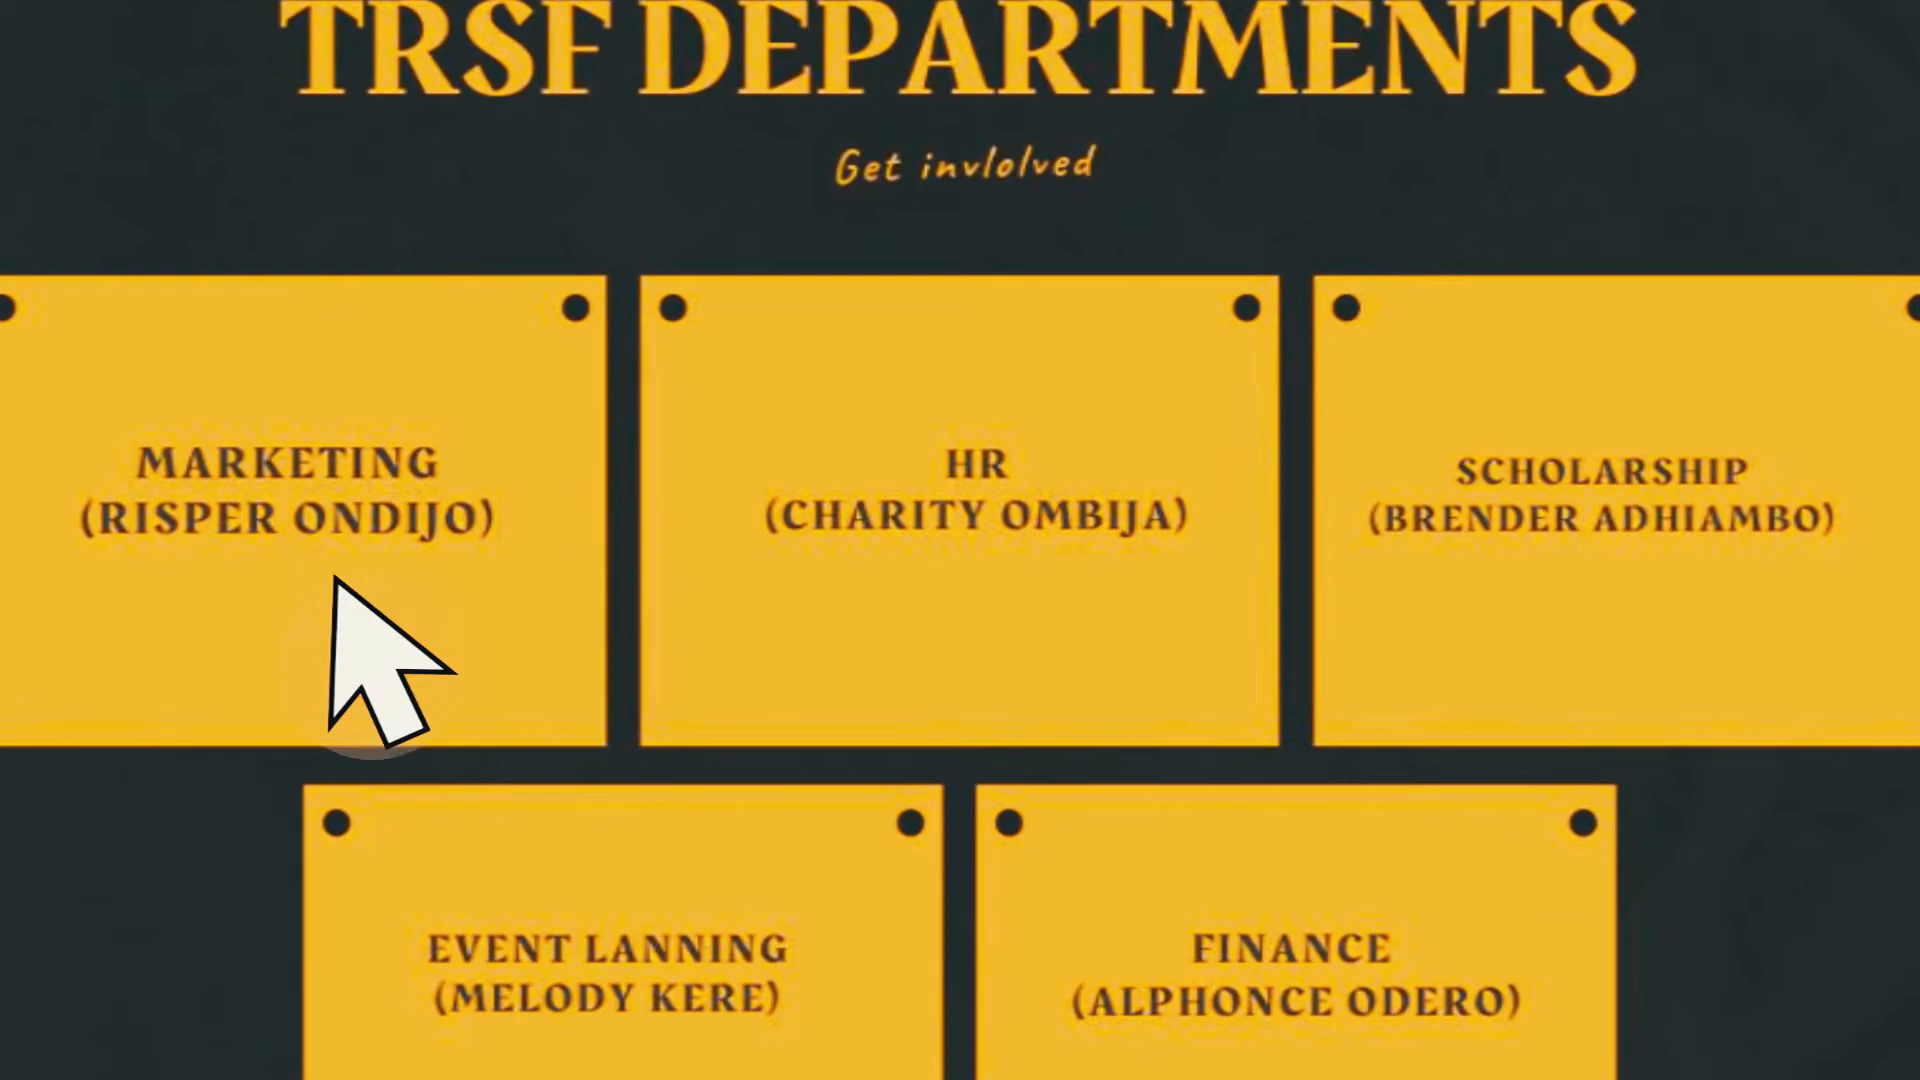 TRSF DEPARTMENTS
Get invlolved
MARKETING
(RISPER ONDIJO)
HR
(CHARITY OMBIJA)
SCHOLARSHIP
(BRENDER ADHIAMBO)
EVENT LANNING
(MELODY KERE)
FINANCE
(ALPHONCE ODERO)